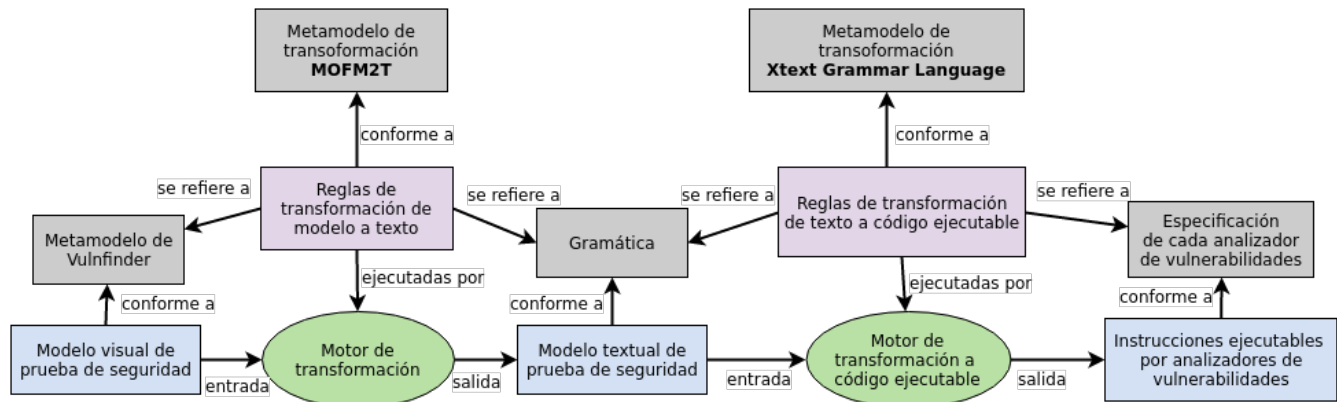 Metamodelo de
transoformación
MOFM2T
Metamodelo de
transoformación
Xtext Grammar Language
conforme a
conforme a
se refiere a
Reglas de
transformación de
modelo a texto
se refiere a
se refiere a
Reglas de transformación
de texto a código ejecutable
se refiere a
Metamodelo de
Vulnfinder
Gramática
Especificación
de cada analizador
de vulnerabilidades
ejecutadas por
ejecutadas por
conforme a
conforme a
conforme a
Modelo visual de
prueba de seguridad
entrada
Motor de
transformación
salida
Modelo textual de
prueba de seguridad
entrada
Motor de
transformación a
código ejecutable
salida
Instrucciones ejecutables
por analizadores de
vulnerabilidades